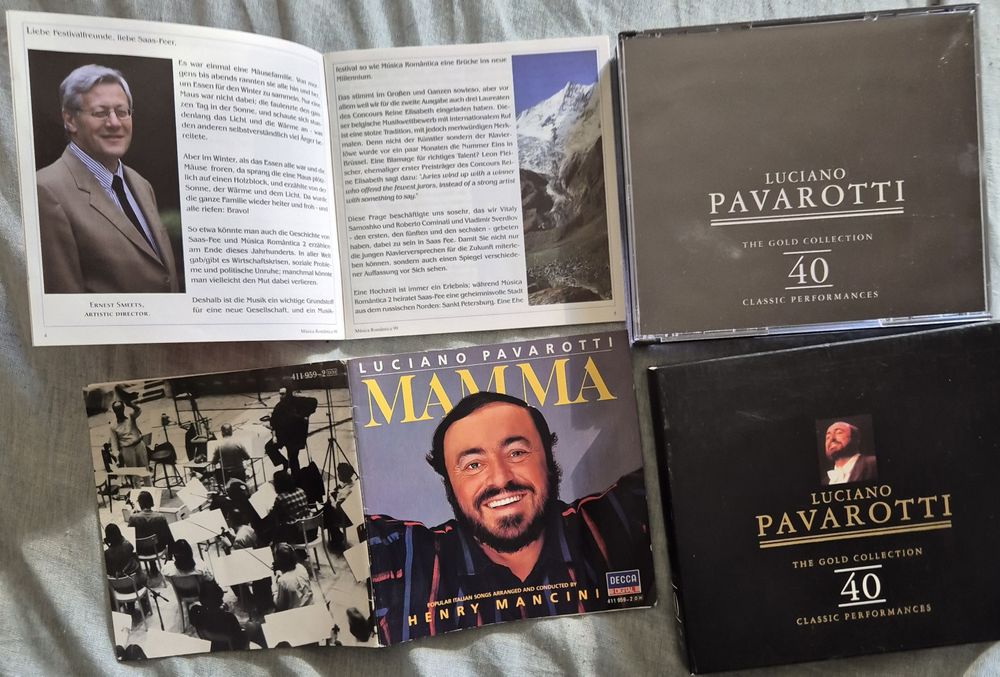 Liebe Festivalfreunde, liebe Saas-Feer,
Es war einmal eine Mäusefamilie. Von mor-
gens bis abends rannten sie alle hin und her,
um Essen für den Winter zu sammeln. Nur eine
Maus war nicht dabei; die faulenzte den gan-
zen Tag in der Sonne, und schaute sich stun-
denlang das Licht und die Wärme an - was
den anderen selbstverständlich viel Ärger be-
reitete.
Aber im Winter, als das Essen alle war und die
Mäuse froren, da sprang die eine Maus plötz-
lich auf einen Holzblock, und erzählte von der
Sonne, der Wärme und dem Licht. Da wurde
die ganze Familie wieder heiter und froh - und
alle riefen: Bravo!
So etwa könnte man auch die Geschichte von
Saas-Fee und Música Romântica 2 erzählen
am Ende dieses Jahrhunderts. In aller Welt
gab/gibt es Wirtschaftskrisen, soziale Proble-
me und politische Unruhe; manchmal könnte
man vielleicht den Mut dabei verlieren.
Deshalb ist die Musik ein wichtige Grundstoff
für eine neue Gesellschaft, und ein Musik-
ERNEST SMEETS,
ARTISTIC DIRECTOR.
Música Romântica 99
festival so wie Música Romântica eine Brücke ins neue
Millennium.
Das stimmt im Großen und Ganzen sowieso, aber vor
allem weil wir für die zweite Ausgabe auch drei Laureaten
des Concours Reine Elisabeth eingeladen haben. Die-
ser belgische Musikwettbewerb mit internationalem Ruf
ist eine stolze Tradition, mit jedoch merkwürdigen Merk-
malen. Denn nicht der Künstler sondern der Klavier-
löwe wurde vor ein paar Monaten die Nummer Eins in
Brüssel. Eine Blamage für richtiges Talent? Leon Flei-
scher, ehemaliger erster Preisträger des Concours Rei-
ne Elisabeth sagt dazu: "Juries wind up with a winner
who offend the fewest jurors, instead of a strong artist
with something to say."
Diese Frage beschäftigte uns sosehr, das wir Vitaly
Samoshko und Roberto Cominati und Vladimir Sverdlov
- den ersten, den fünften und den sechsten - gebeten
haben, dabei zu sein in Saas Fee. Damit Sie nicht nur
die jungen Klavierversprechen für die Zukunft miterle-
ben können, sondern auch einen Spiegel verschiede-
ner Auffassung vor Sich sehen.
Eine Hochzeit ist immer ein Erlebnis; während Música
Romântica 2 heiratet Saas-Fee eine geheimnisvolle Stadt
aus dem russischen Norden: Sankt Petersburg. Eine Ehe
Música Romântica 99
LUCIANO
PAVAROTTI
THE GOLD COLLECTION
40
CLASSIC PERFORMANCES
411 959-2
LUCIANO PAVAROTTI
MAMMA
POPULAR ITALIAN SONGS ARRANGED AND CONDUCTED BY
HENRY MANCINI
DECCA
DIGITAL
411 959-2
LUCIANO
PAVAROTTI
THE GOLD COLLECTION
40
CLASSIC PERFORMANCES